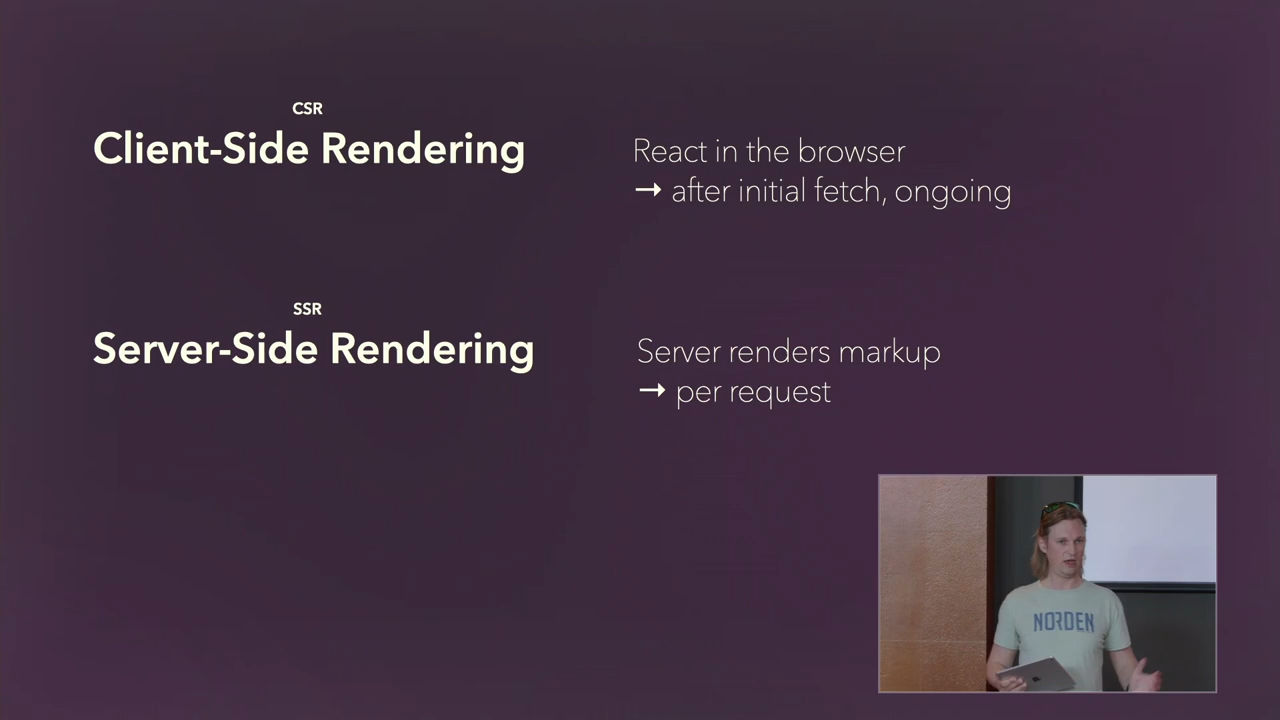 CSR
Client-Side Rendering
React in the browser
→ after initial fetch, ongoing
SSR
Server-Side Rendering
Server renders markup
→ per request
NORDEN